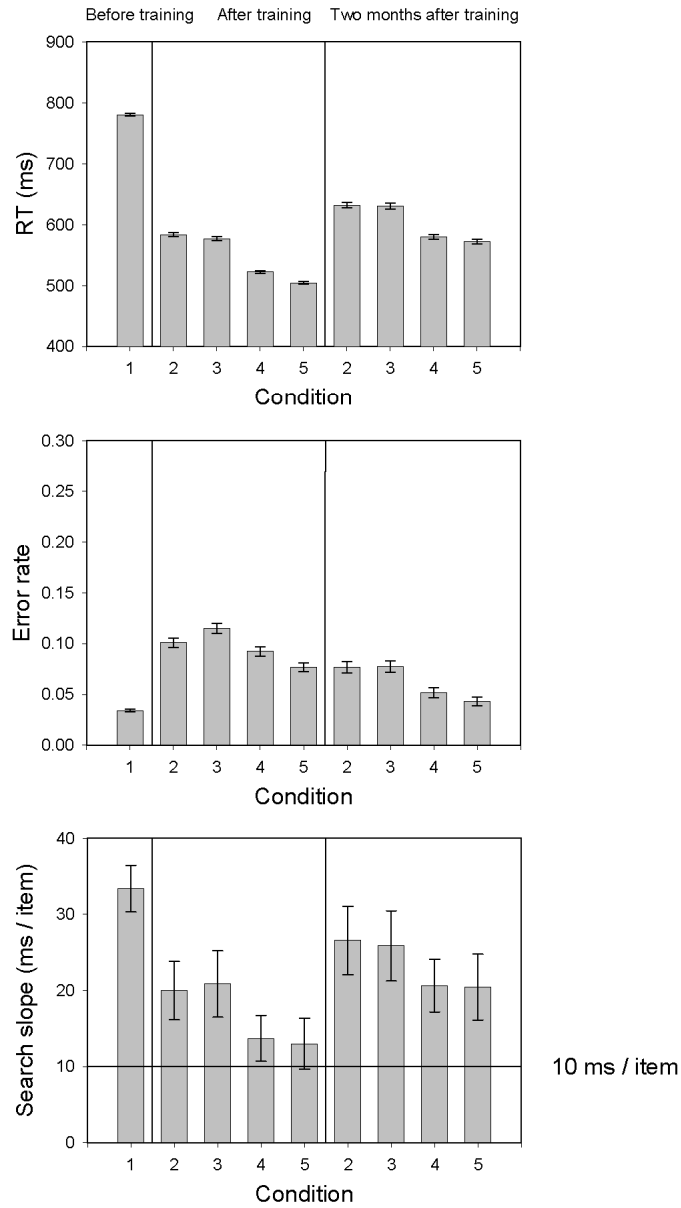 Before training After training Two months after training
900
800
700
600
500
400
RT (ms)
1 2 3 4 5 2 3 4 5
Condition
0.30
0.25
0.20
0.15
0.10
0.05
0.00
Error rate
1 2 3 4 5 2 3 4 5
Condition
40
30
20
10
0
Search slope (ms / item)
10 ms / item
1 2 3 4 5 2 3 4 5
Condition